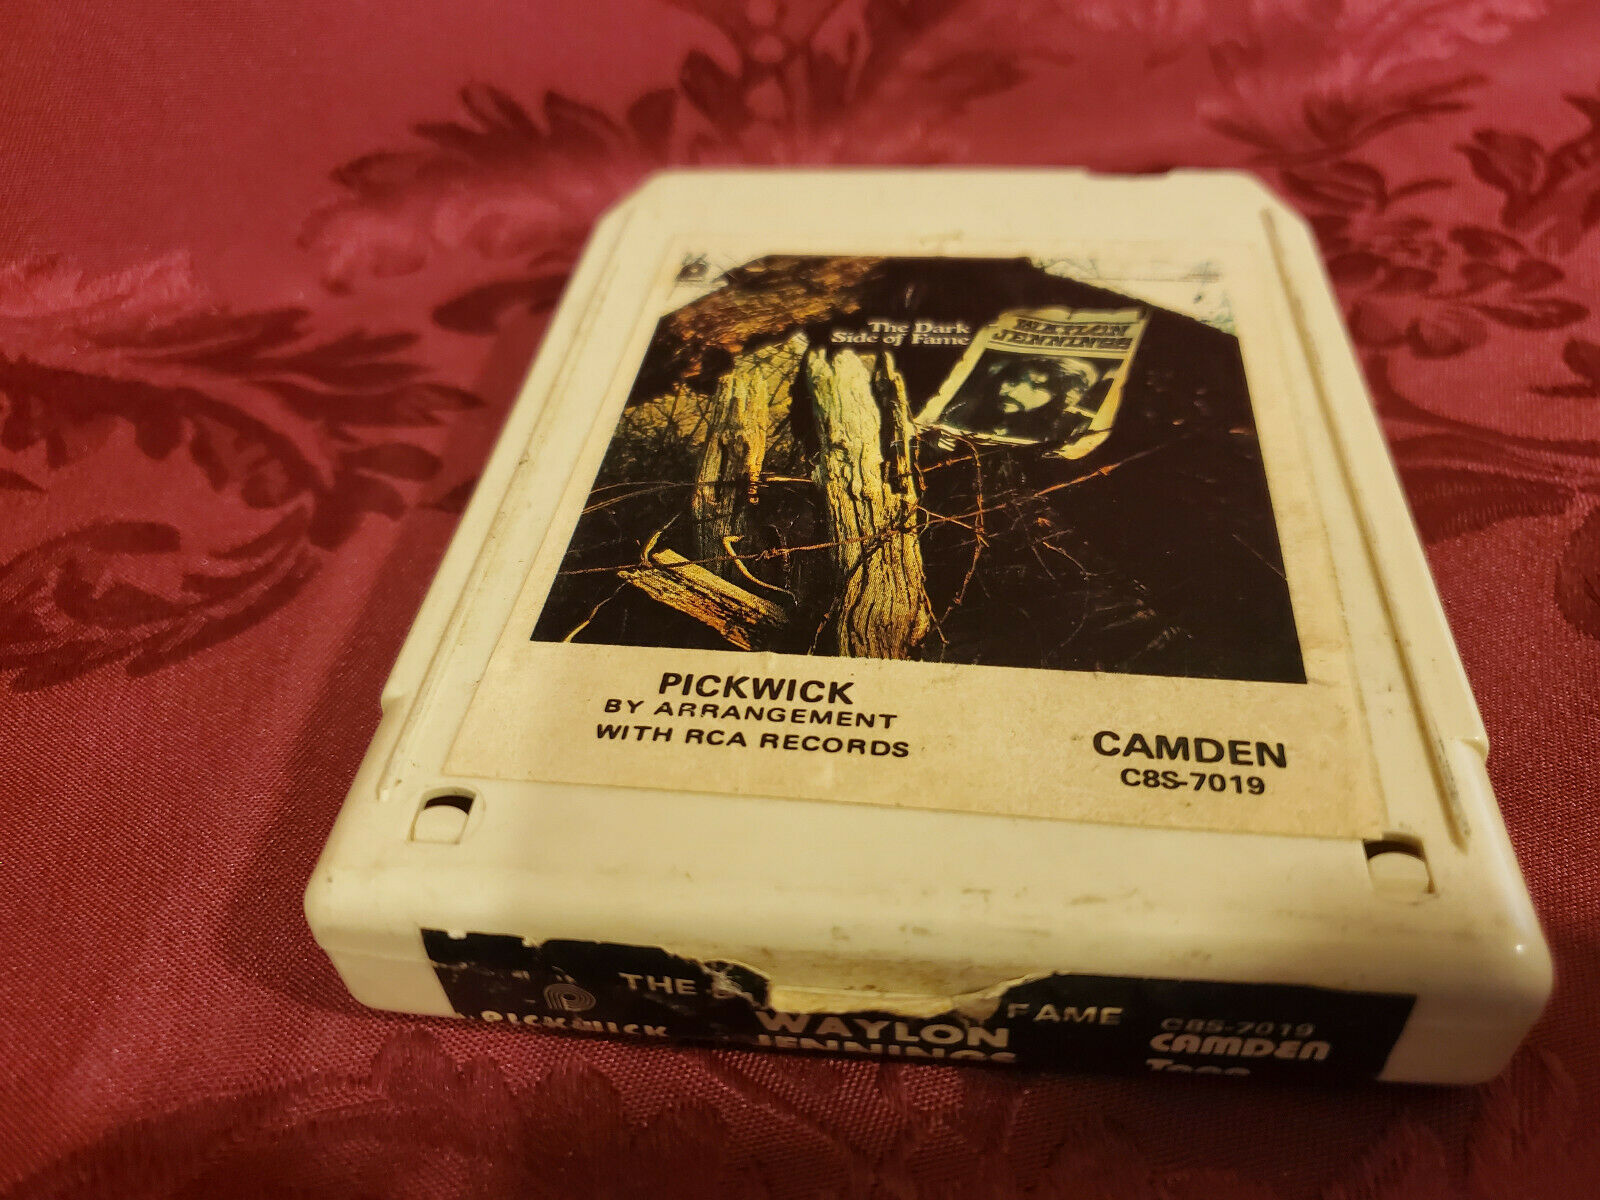 The Dark
Side of Fame
WAYLON
JENNINGS
PICKWICK
BY ARRANGEMENT
WITH RCA RECORDS
CAMDEN
C8S-7019
THE FAME
PICKWICK
WAYLON
JENNINGS
C8S-7019
CAMDEN